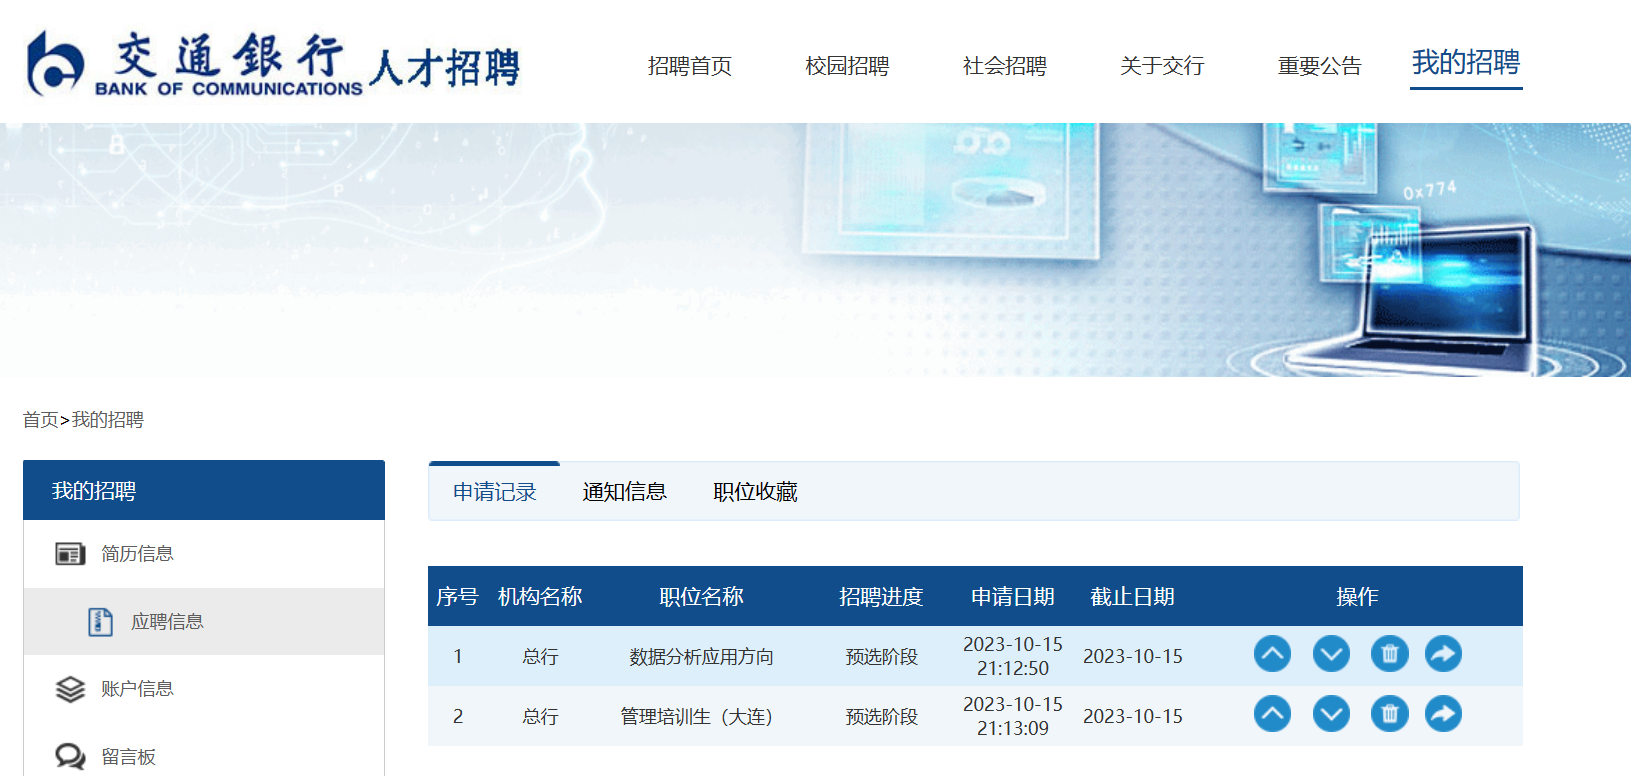 交通銀行 人才招聘
BANK OF COMMUNICATIONS
招聘首页 校园招聘 社会招聘 关于交行 重要公告 我的招聘
0x774
首页>我的招聘
我的招聘
简历信息
应聘信息
账户信息
留言板
申请记录 通知信息 职位收藏
序号 机构名称 职位名称 招聘进度 申请日期 截止日期 操作
1 总行 数据分析应用方向 预选阶段 2023-10-15 21:12:50 2023-10-15
2 总行 管理培训生（大连） 预选阶段 2023-10-15 21:13:09 2023-10-15